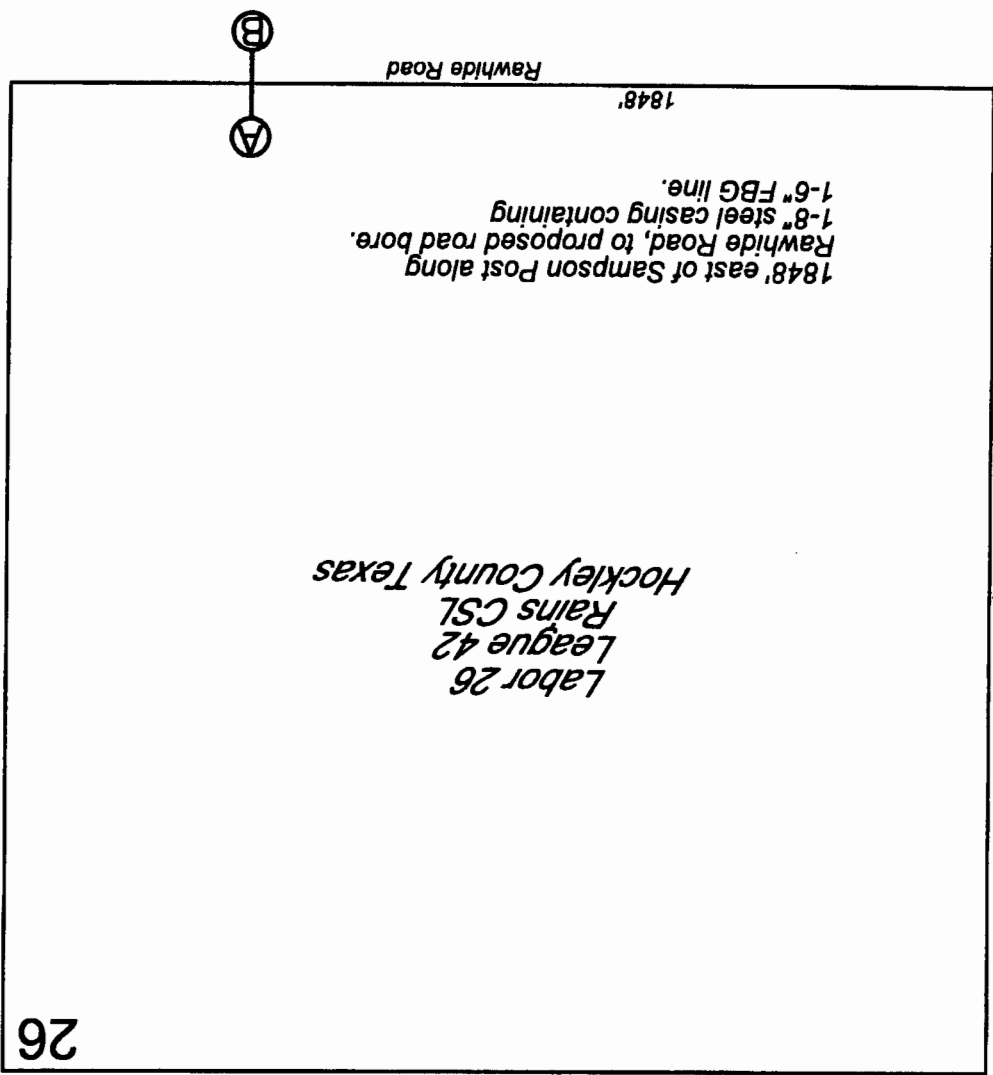 26
Labor 26
League 42
Rains CSL
Hockley County Texas
1848' east of Sampson Post along
Rawhide Road, to proposed road bore.
1-8" steel casing containing
1-6" FBG line.
1848'
A
Rawhide Road
B